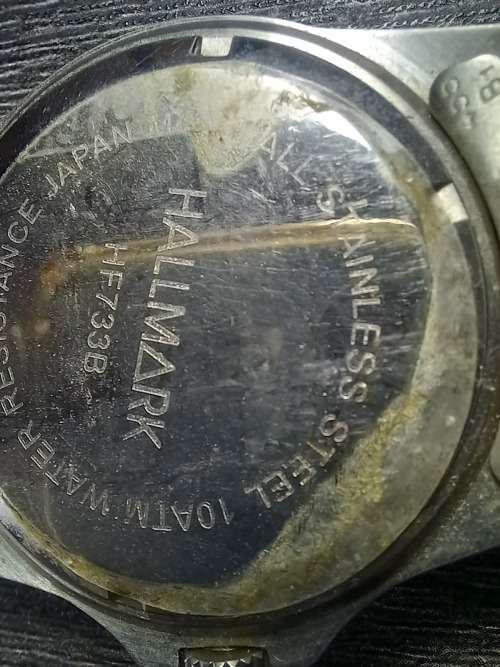 HALLMARK
HF733B
ALL STAINLESS STEEL 10ATM WATER RESISTANCE JAPAN